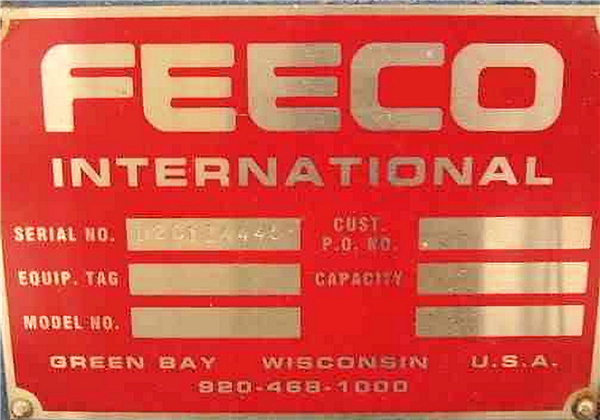 FEECO
INTERNATIONAL
SERIAL NO. CUST. P.O. NO.
EQUIP. TAG CAPACITY
MODEL NO.
GREEN BAY WISCONSIN U.S.A.
920-468-1000